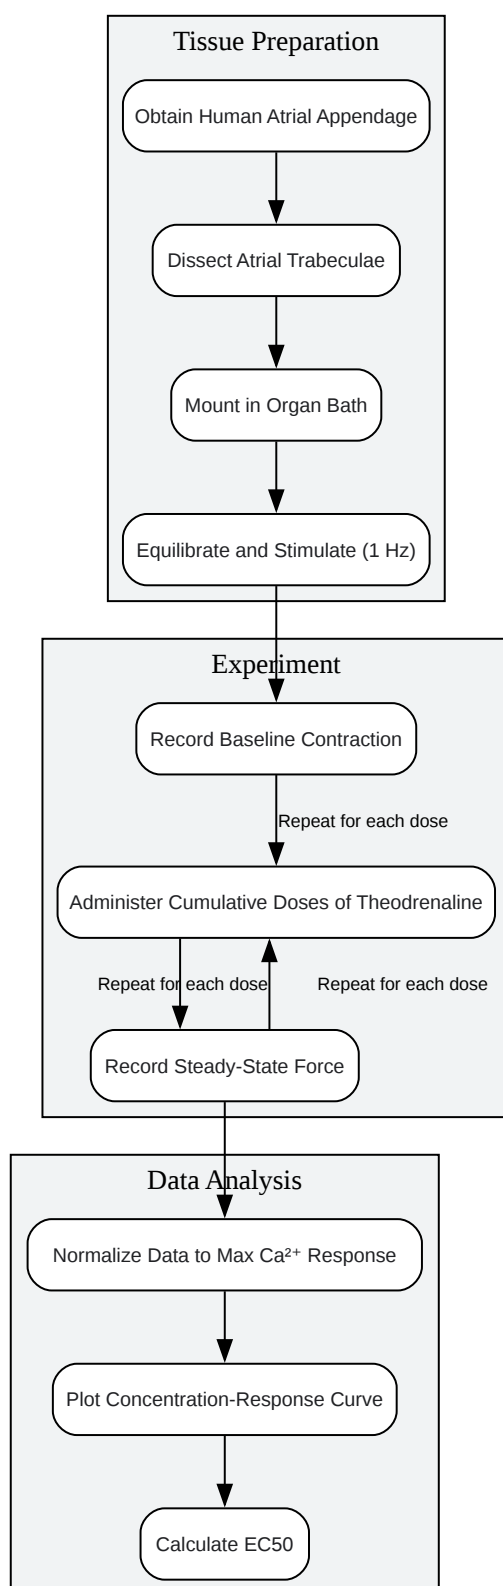 Tissue Preparation
Obtain Human Atrial Appendage
Dissect Atrial Trabeculae
Mount in Organ Bath
Equilibrate and Stimulate (1 Hz)
Experiment
Record Baseline Contraction
Repeat for each dose
Administer Cumulative Doses of Theodrenaline
Repeat for each dose
Repeat for each dose
Record Steady-State Force
Data Analysis
Normalize Data to Max Ca²⁺ Response
Plot Concentration-Response Curve
Calculate EC50